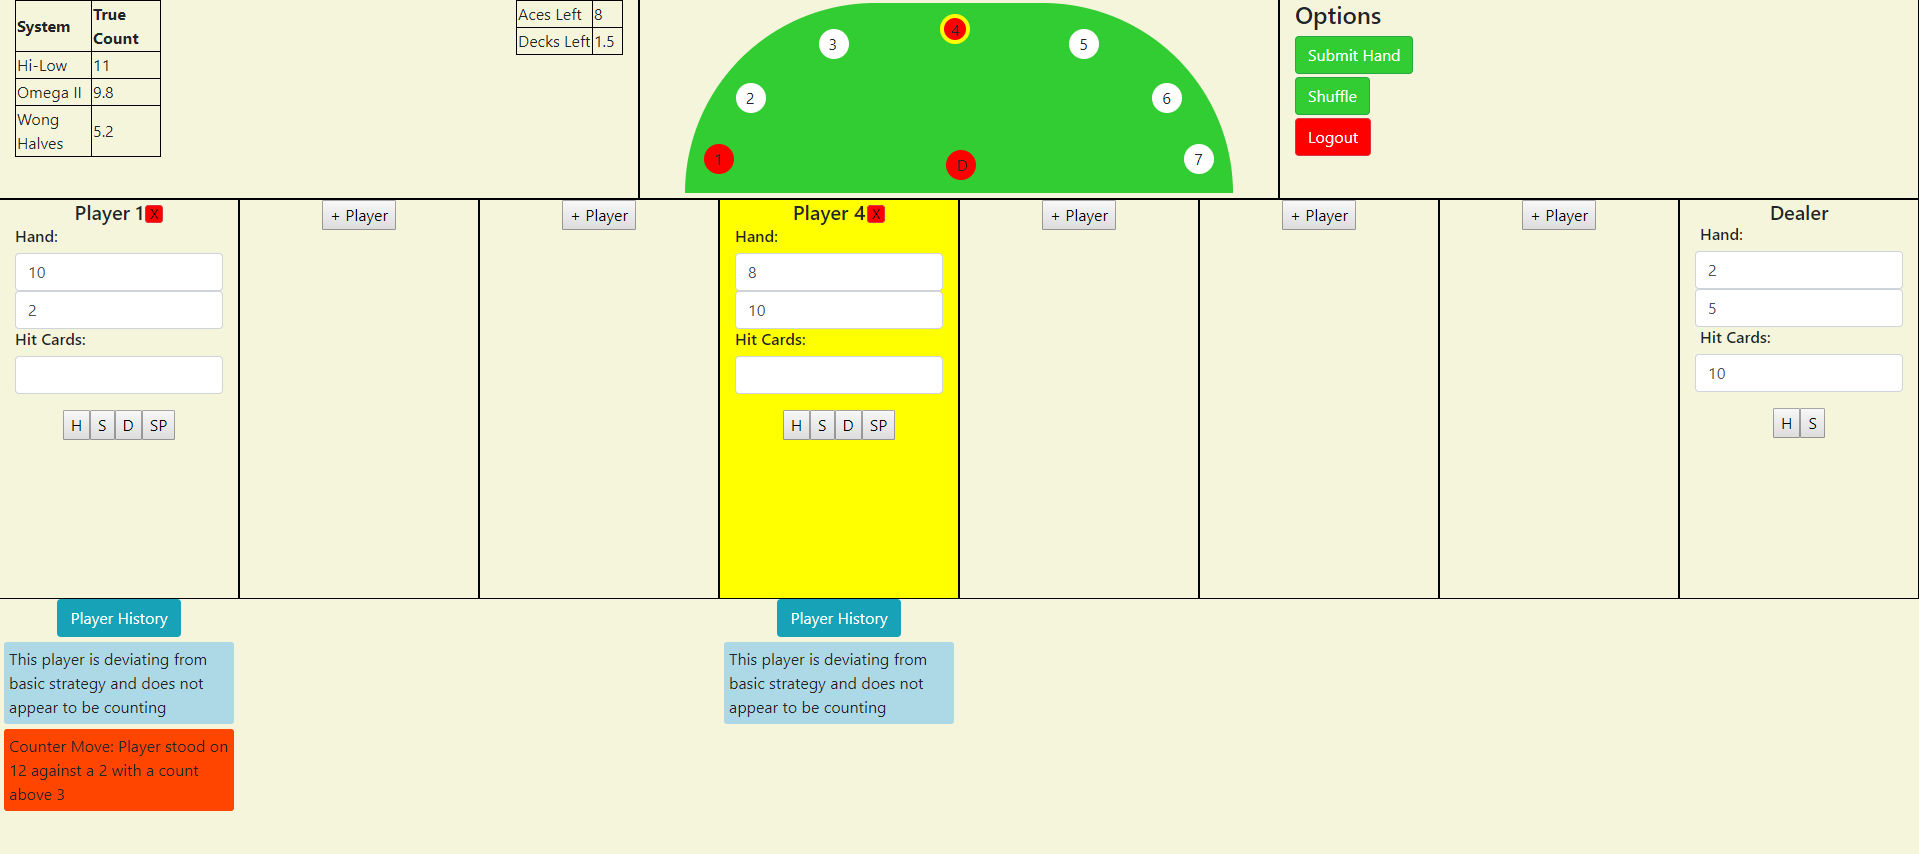 System True Count
Hi-Low 11
Omega II 9.8
Wong Halves 5.2
Aces Left 8
Decks Left 1.5
1
2
3
4
5
6
7
D
Options
Submit Hand
Shuffle
Logout
Player 1 X
Hand:
10
2
Hit Cards:
H S D SP
+ Player
+ Player
Player 4 X
Hand:
8
10
Hit Cards:
H S D SP
+ Player
+ Player
+ Player
Dealer
Hand:
2
5
Hit Cards:
10
H S
Player History
This player is deviating from
basic strategy and does not
appear to be counting
Counter Move: Player stood on
12 against a 2 with a count
above 3
Player History
This player is deviating from
basic strategy and does not
appear to be counting